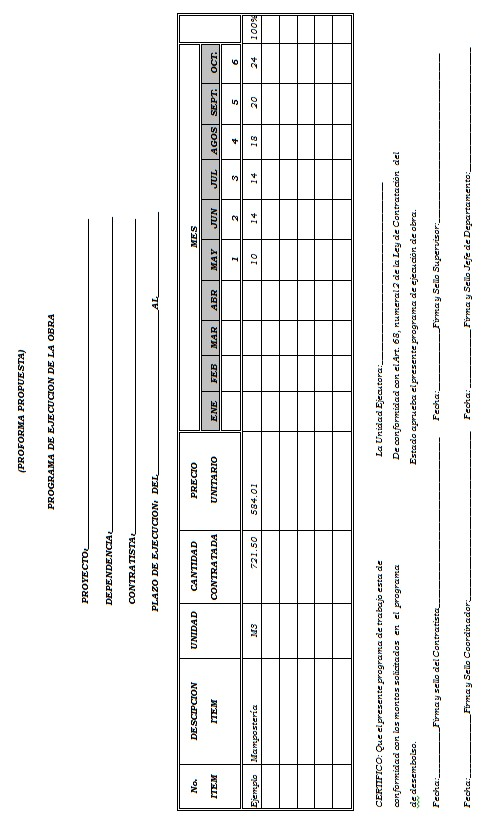 (PROFORMA PROPUESTA)
PROGRAMA DE EJECUCION DE LA OBRA
PROYECTO:
DEPENDENCIA:
CONTRATISTA:
PLAZO DE EJECUCION: DEL AL
No. ITEM DESCIPCION ITEM UNIDAD CANTIDAD CONTRATADA PRECIO UNITARIO MES
ENE FEB MAR ABR MAY JUN JUL AGOS SEPT. OCT.
1 2 3 4 5 6
Ejemplo Mampostería M3 721.50 584.01 10 14 14 18 20 24 100%
CERTIFICO: Que el presente programa de trabajo esta de
conformidad con los montos solicitados en el programa
de desembolso.
La Unidad Ejecutora:
De conformidad con el Art. 68, numeral 2 de la Ley de Contratación del
Estado aprueba el presente programa de ejecución de obra.
Fecha: Firma y sello del Contratista Fecha: Firma y Sello Supervisor:
Fecha: Firma y Sello Coordinador: Fecha: Firma y Sello Jefe de Departamento: